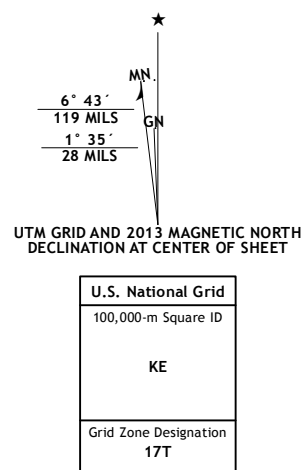 ★
MN.
6° 43´
119 MILS
GN
1° 35´
28 MILS
UTM GRID AND 2013 MAGNETIC NORTH
DECLINATION AT CENTER OF SHEET
U.S. National Grid
100,000-m Square ID
KE
Grid Zone Designation
17T